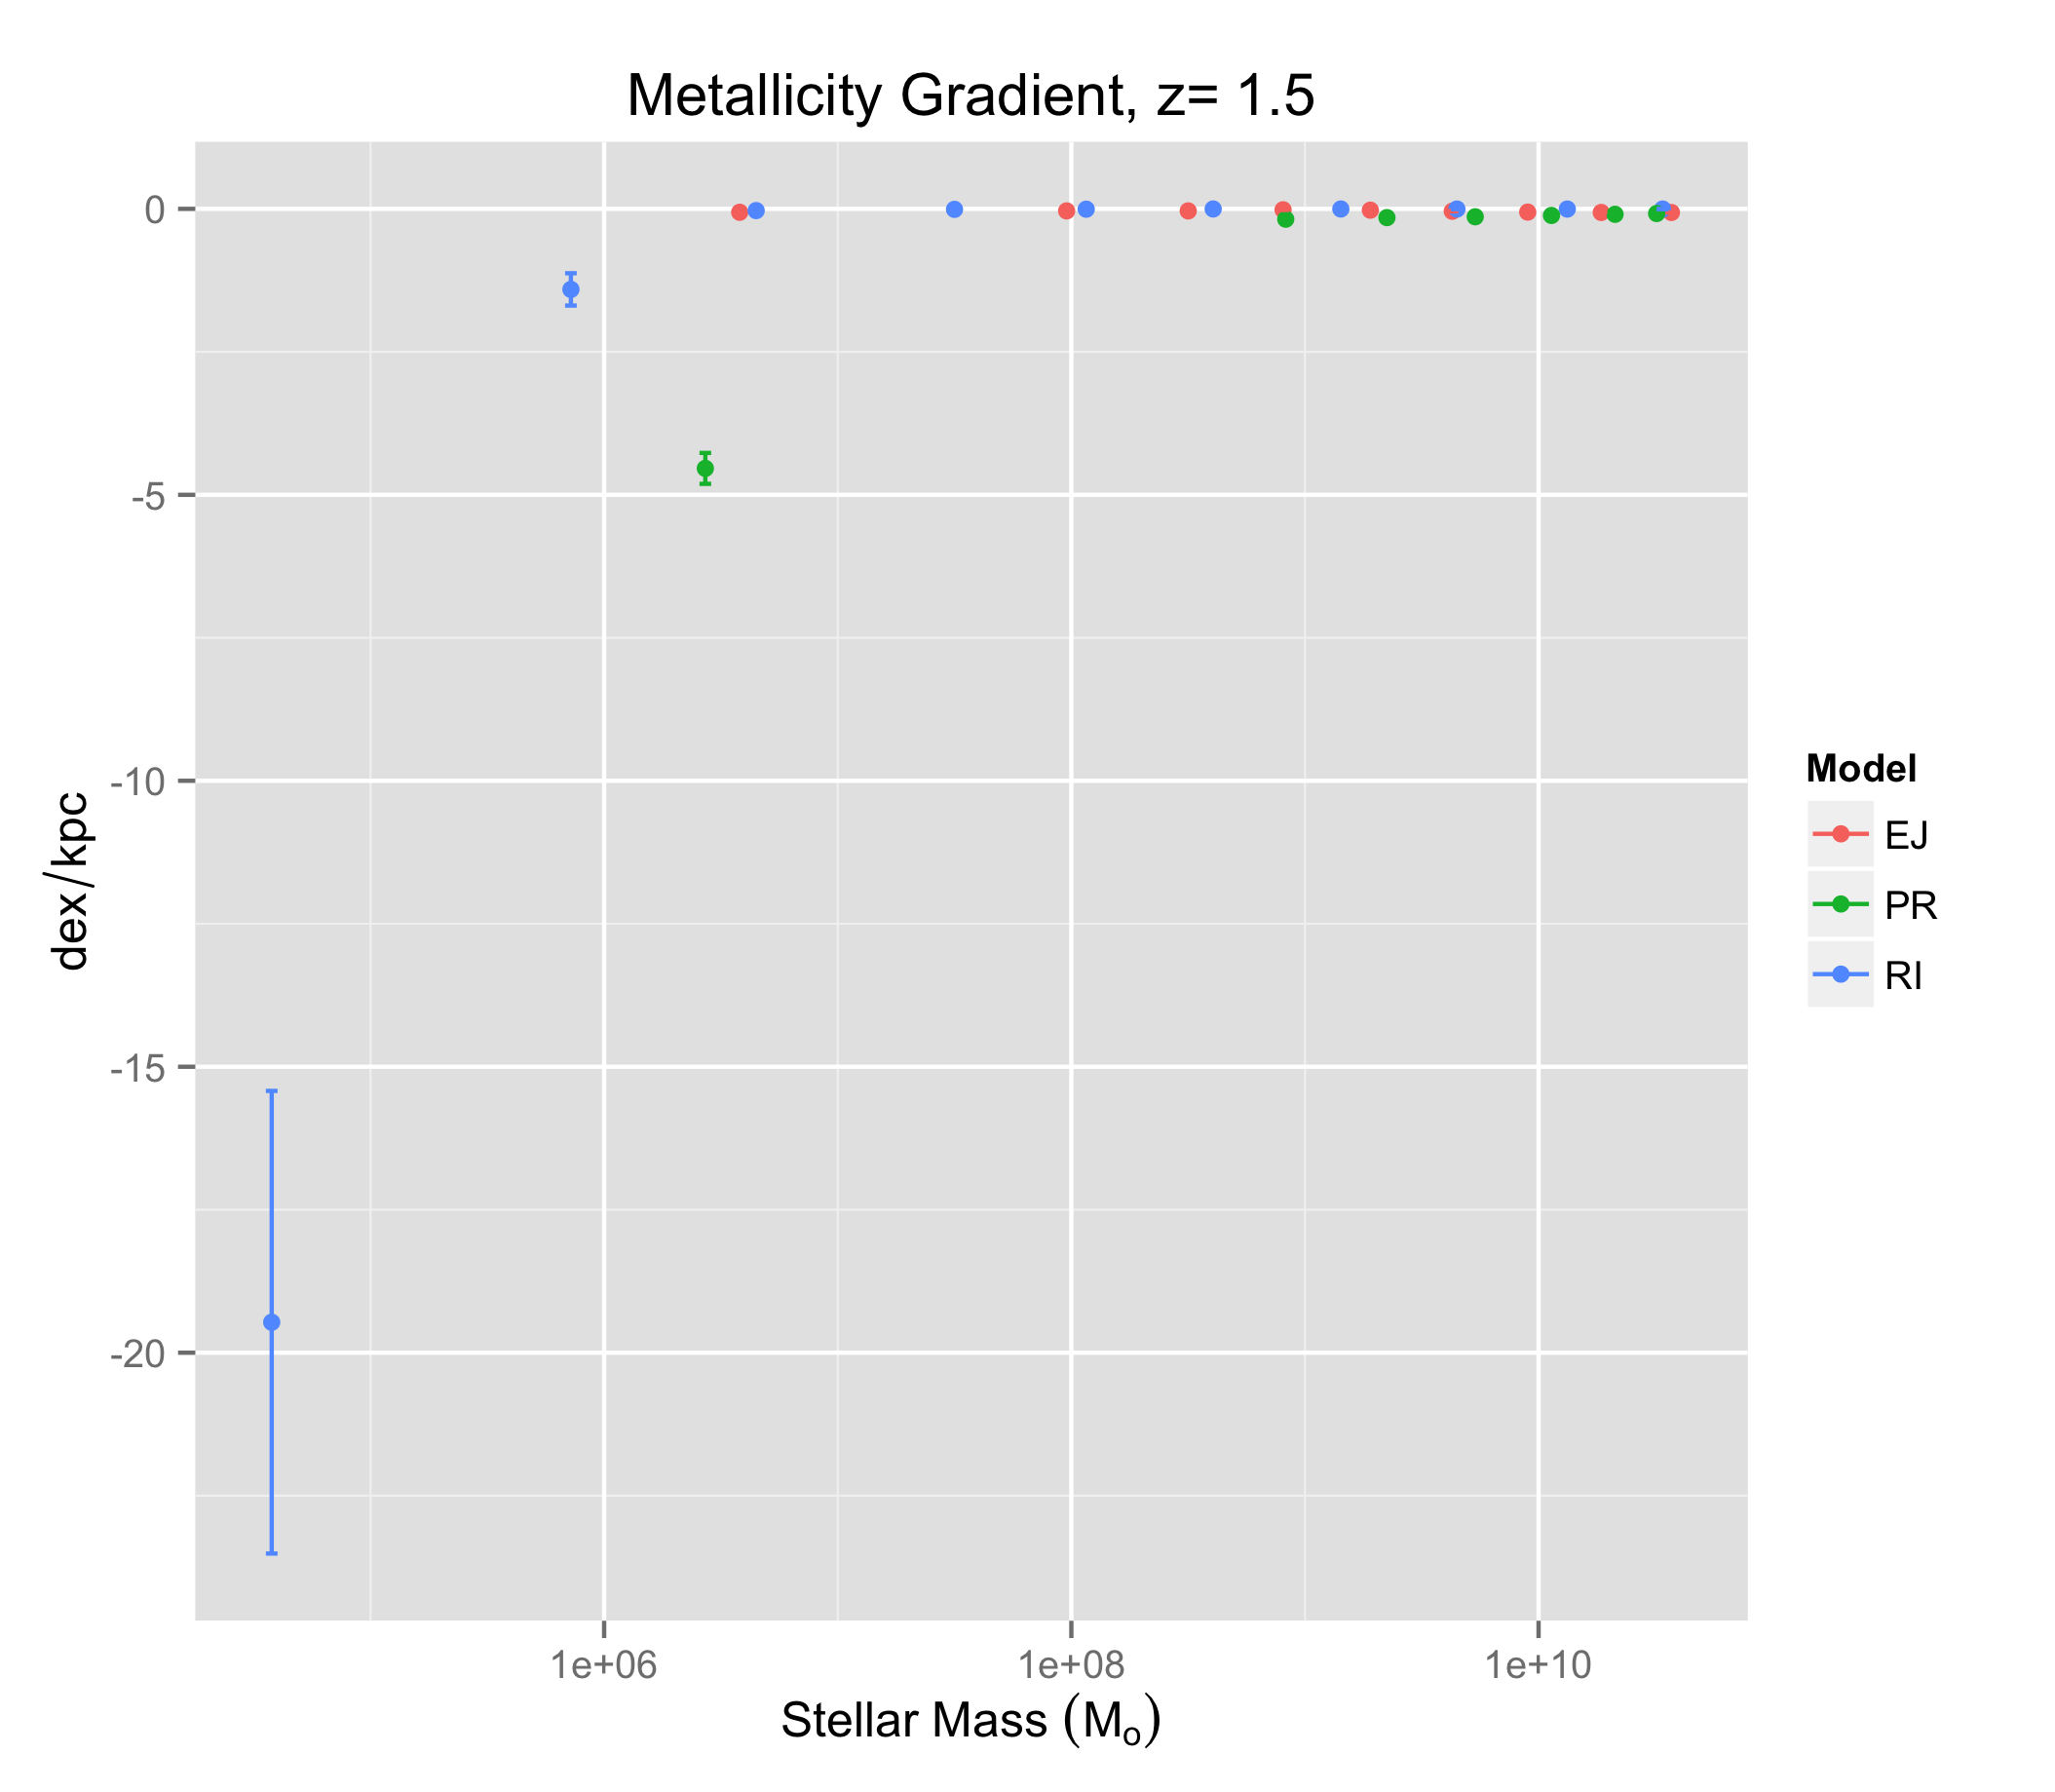 Metallicity Gradient, z= 1.5
0
-5
-10
-15
-20
dex/kpc
1e+06
1e+08
1e+10
Stellar Mass (Mo)
Model
EJ
PR
RI